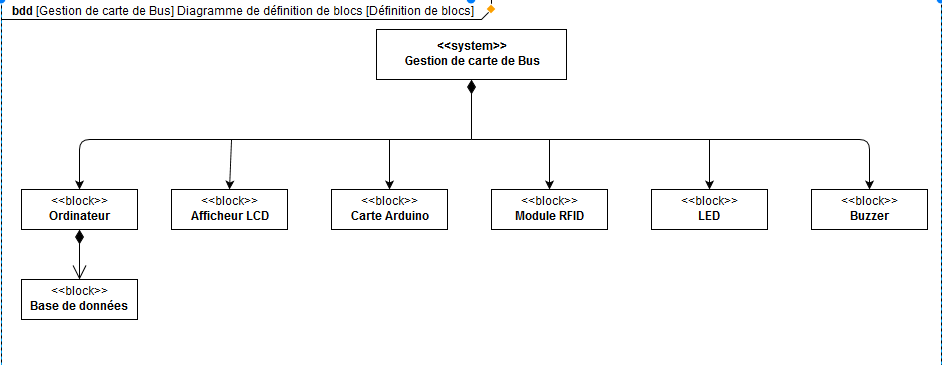 bdd [Gestion de carte de Bus] Diagramme de définition de blocs [Définition de blocs]
<<system>>
Gestion de carte de Bus
<<block>>
Ordinateur
<<block>>
Afficheur LCD
<<block>>
Carte Arduino
<<block>>
Module RFID
<<block>>
LED
<<block>>
Buzzer
<<block>>
Base de données